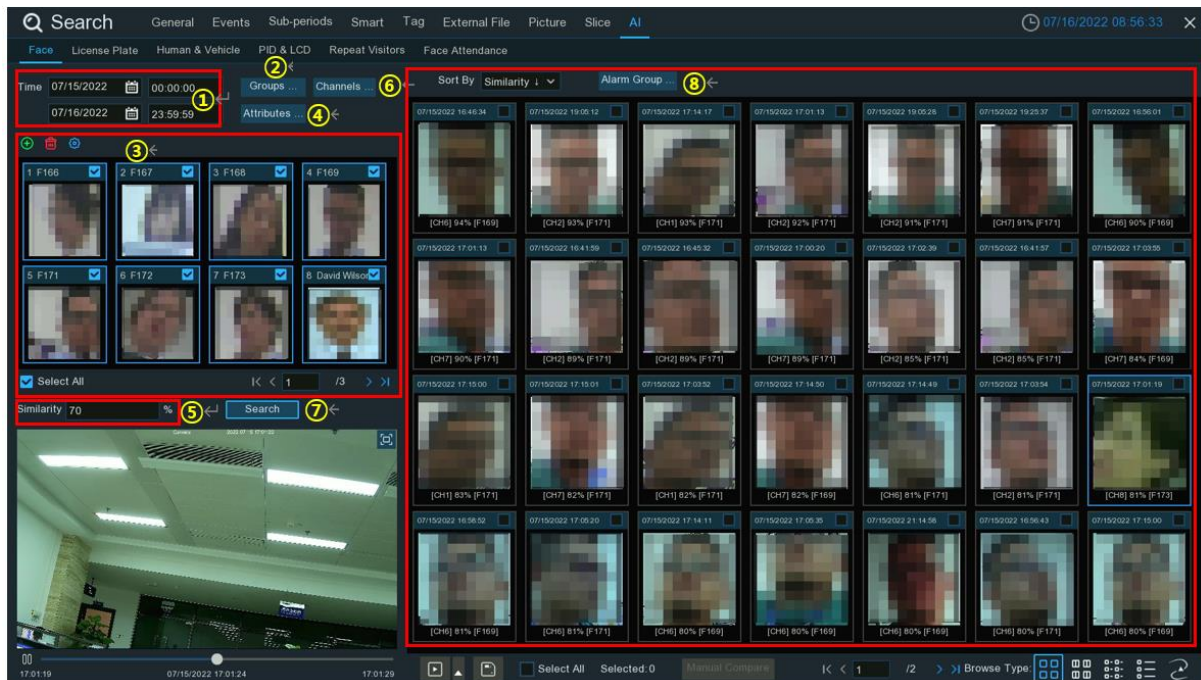 Search General Events Sub-periods Smart Tag External File Picture Slice AI 07/16/2022 08:56:33
Face License Plate Human & Vehicle PID & LCD Repeat Visitors Face Attendance
Time 07/15/2022 00:00:00 ① ② Groups ... Channels ... ⑥
07/16/2022 23:59:59 Attributes ... ④
③
1 F166 2 F167 3 F168 4 F169
5 F171 6 F172 7 F173 8 David Wilson
Select All 1 /3
Similarity 70 % ⑤ Search ⑦
Camera
17:01:19 07/15/2022 17:01:24 17:01:29
Sort By Similarity ↓ Alarm Group ... ⑧
07/15/2022 16:46:34 07/15/2022 19:05:12 07/15/2022 17:14:17 07/15/2022 17:01:13 07/15/2022 19:05:26 07/15/2022 19:25:37 07/15/2022 16:56:01
[CH6] 94% [F169] [CH2] 93% [F171] [CH1] 93% [F171] [CH2] 92% [F171] [CH2] 91% [F171] [CH7] 91% [F171] [CH6] 90% [F169]
07/15/2022 17:01:13 07/15/2022 16:41:59 07/15/2022 16:45:32 07/15/2022 17:00:20 07/15/2022 17:02:39 07/15/2022 16:41:57 07/15/2022 17:03:55
[CH7] 90% [F171] [CH2] 89% [F171] [CH2] 89% [F171] [CH7] 89% [F171] [CH2] 85% [F171] [CH2] 85% [F171] [CH7] 84% [F169]
07/15/2022 17:15:00 07/15/2022 17:15:01 07/15/2022 17:03:52 07/15/2022 17:14:50 07/15/2022 17:14:49 07/15/2022 17:03:54 07/15/2022 17:01:19
[CH1] 83% [F171] [CH7] 82% [F171] [CH1] 82% [F171] [CH7] 82% [F169] [CH6] 81% [F171] [CH2] 81% [F171] [CH8] 81% [F173]
07/15/2022 16:58:52 07/15/2022 17:05:20 07/15/2022 17:14:11 07/15/2022 17:05:35 07/15/2022 21:14:58 07/15/2022 16:56:43 07/15/2022 17:15:00
[CH6] 81% [F169] [CH6] 81% [F171] [CH6] 80% [F169] [CH6] 80% [F169] [CH6] 80% [F169] [CH6] 80% [F171] [CH6] 80% [F169]
Select All Selected: 0 Manual Compare 1 /2 Browse Type: